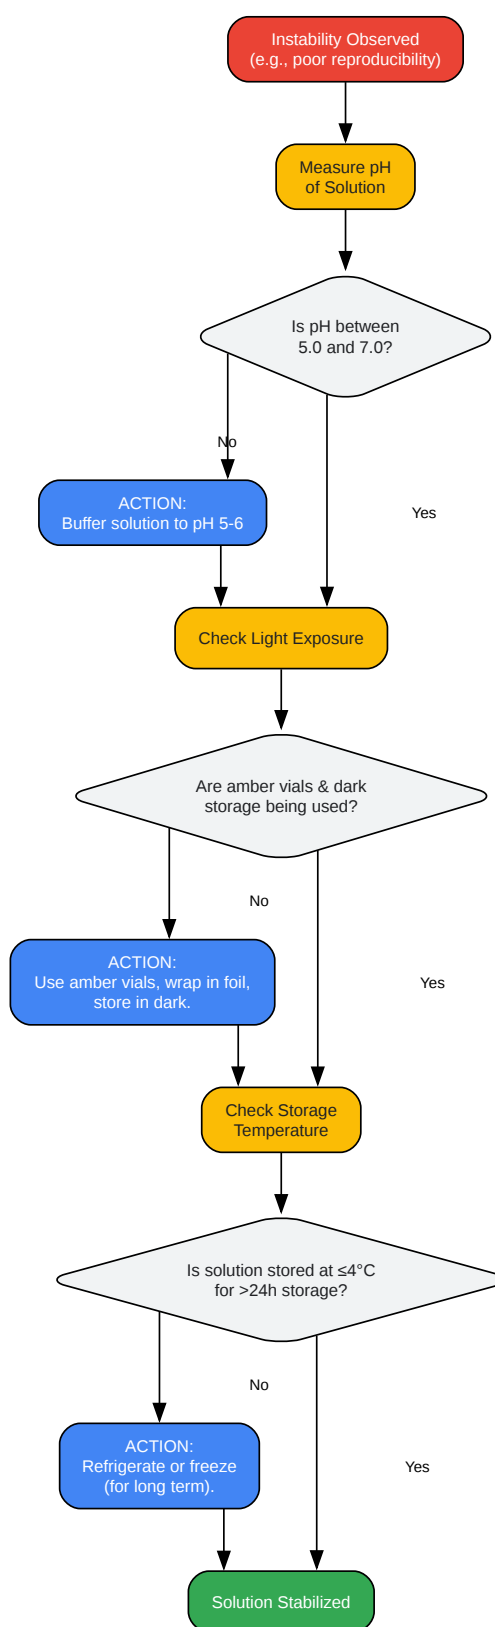 Instability Observed
(e.g., poor reproducibility)
Measure pH
of Solution
Is pH between
5.0 and 7.0?
No
ACTION:
Buffer solution to pH 5-6
Yes
Check Light Exposure
Are amber vials & dark
storage being used?
No
ACTION:
Use amber vials, wrap in foil,
store in dark.
Yes
Check Storage
Temperature
Is solution stored at ≤4°C
for >24h storage?
No
ACTION:
Refrigerate or freeze
(for long term).
Yes
Solution Stabilized